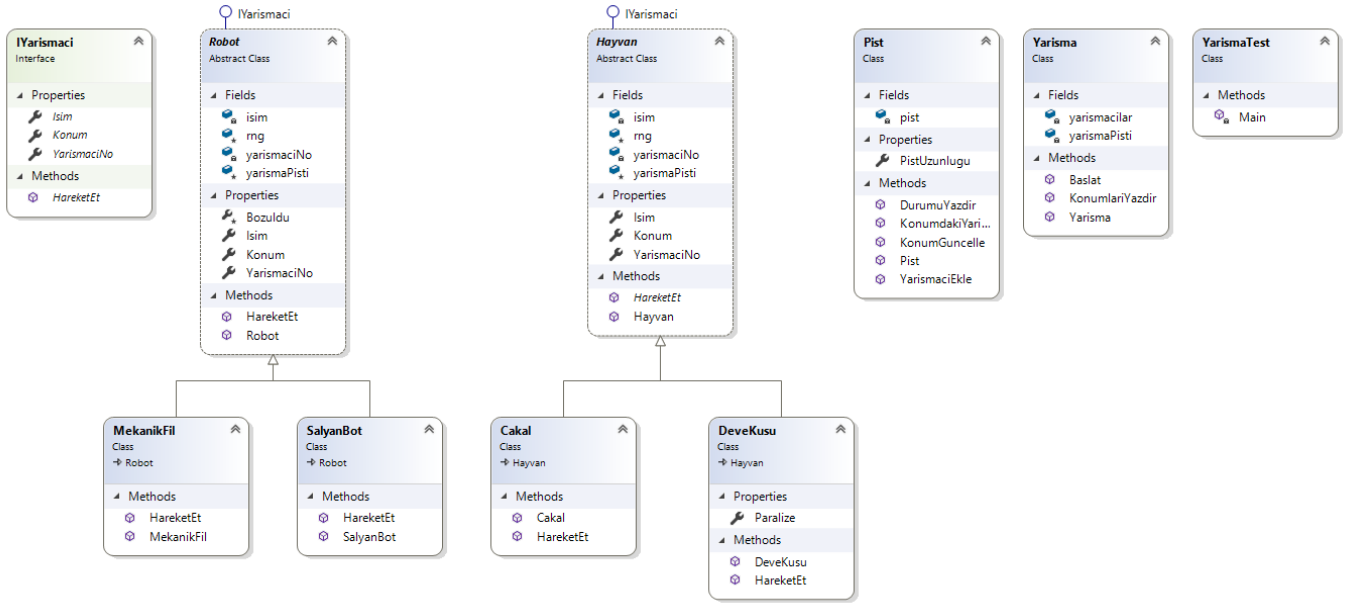 IYarismaci
Interface
Properties
Isim
Konum
YarismaciNo
Methods
HareketEt
IYarismaci
Robot
Abstract Class
Fields
isim
rng
yarismaciNo
yarismaPisti
Properties
Bozuldu
Isim
Konum
YarismaciNo
Methods
HareketEt
Robot
IYarismaci
Hayvan
Abstract Class
Fields
isim
rng
yarismaciNo
yarismaPisti
Properties
Isim
Konum
YarismaciNo
Methods
HareketEt
Hayvan
Pist
Class
Fields
pist
Properties
PistUzunlugu
Methods
DurumuYazdir
KonumdakiYari...
KonumGuncelle
Pist
YarismaciEkle
Yarisma
Class
Fields
yarismacilar
yarismaPisti
Methods
Baslat
KonumlariYazdir
Yarisma
YarismaTest
Class
Methods
Main
MekanikFil
Class
Robot
Methods
HareketEt
MekanikFil
SalyanBot
Class
Robot
Methods
HareketEt
SalyanBot
Cakal
Class
Hayvan
Methods
Cakal
HareketEt
DeveKusu
Class
Hayvan
Properties
Paralize
Methods
DeveKusu
HareketEt